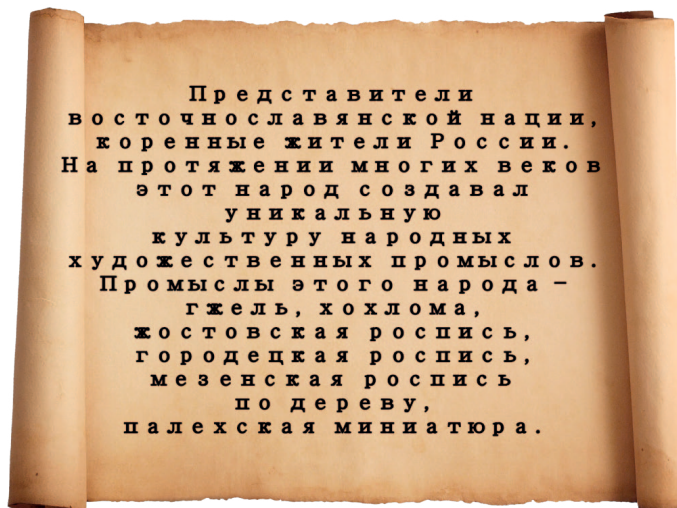 Представители
восточнославянской нации,
коренные жители России.
На протяжении многих веков
этот народ создавал
уникальную
культуру народных
художественных промыслов.
Промыслы этого народа –
гжель, хохлома,
жостовская роспись,
городецкая роспись,
мезенская роспись
по дереву,
палехская миниатюра.